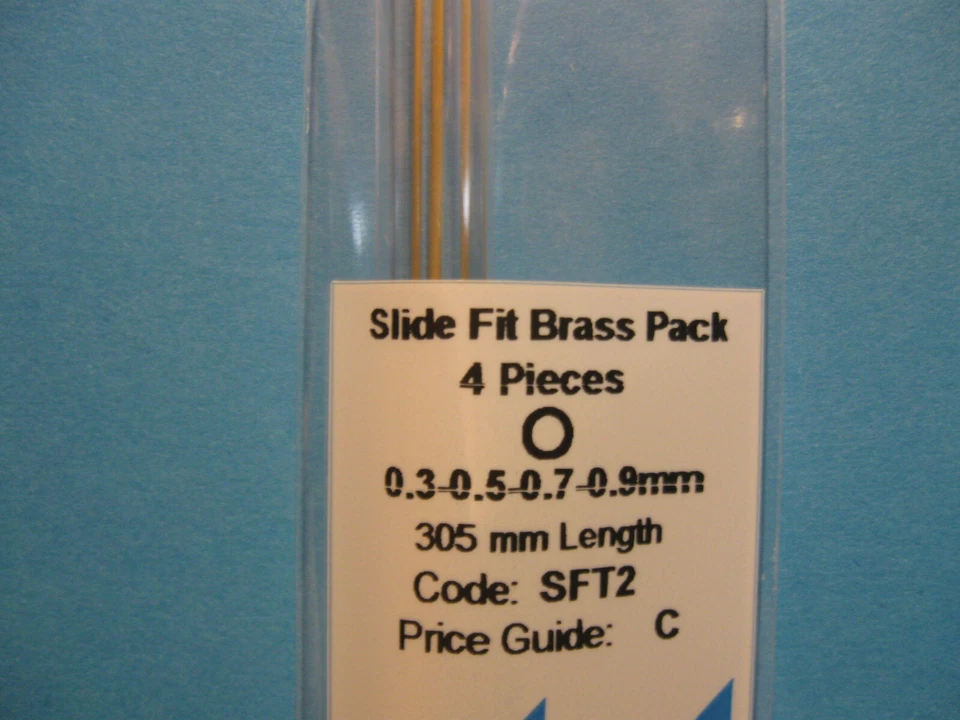 Slide Fit Brass Pack
4 Pieces
0.3-0.5-0.7-0.9mm
305 mm Length
Code: SFT2
Price Guide: C